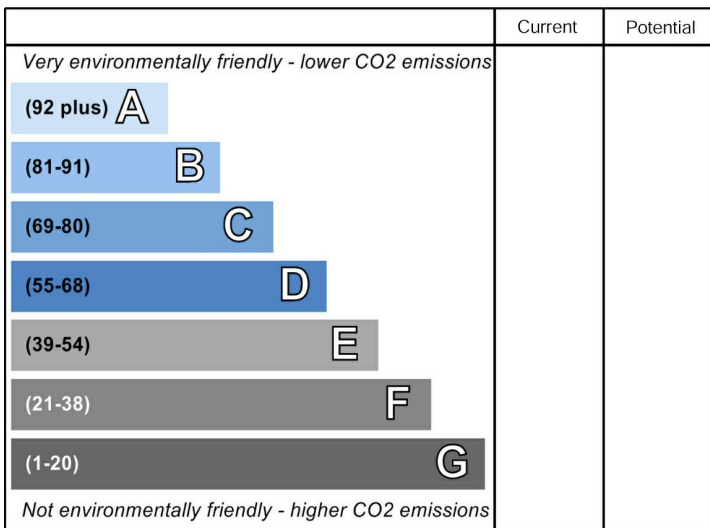 Current Potential
Very environmentally friendly - lower CO2 emissions
(92 plus) A
(81-91) B
(69-80) C
(55-68) D
(39-54) E
(21-38) F
(1-20) G
Not environmentally friendly - higher CO2 emissions